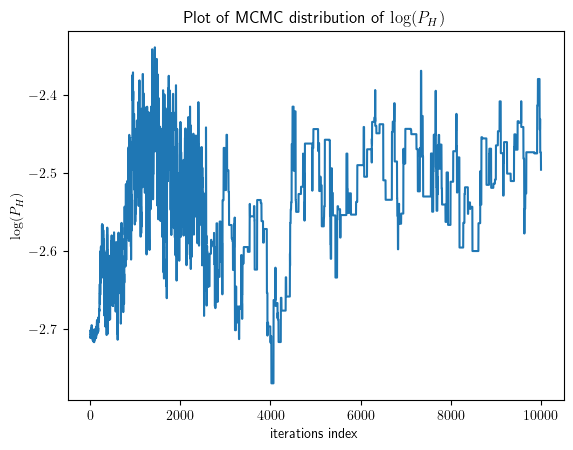 Plot of MCMC distribution of log(P_H)
−2.4
−2.5
−2.6
−2.7
log(P_H)
0 2000 4000 6000 8000 10000
iterations index